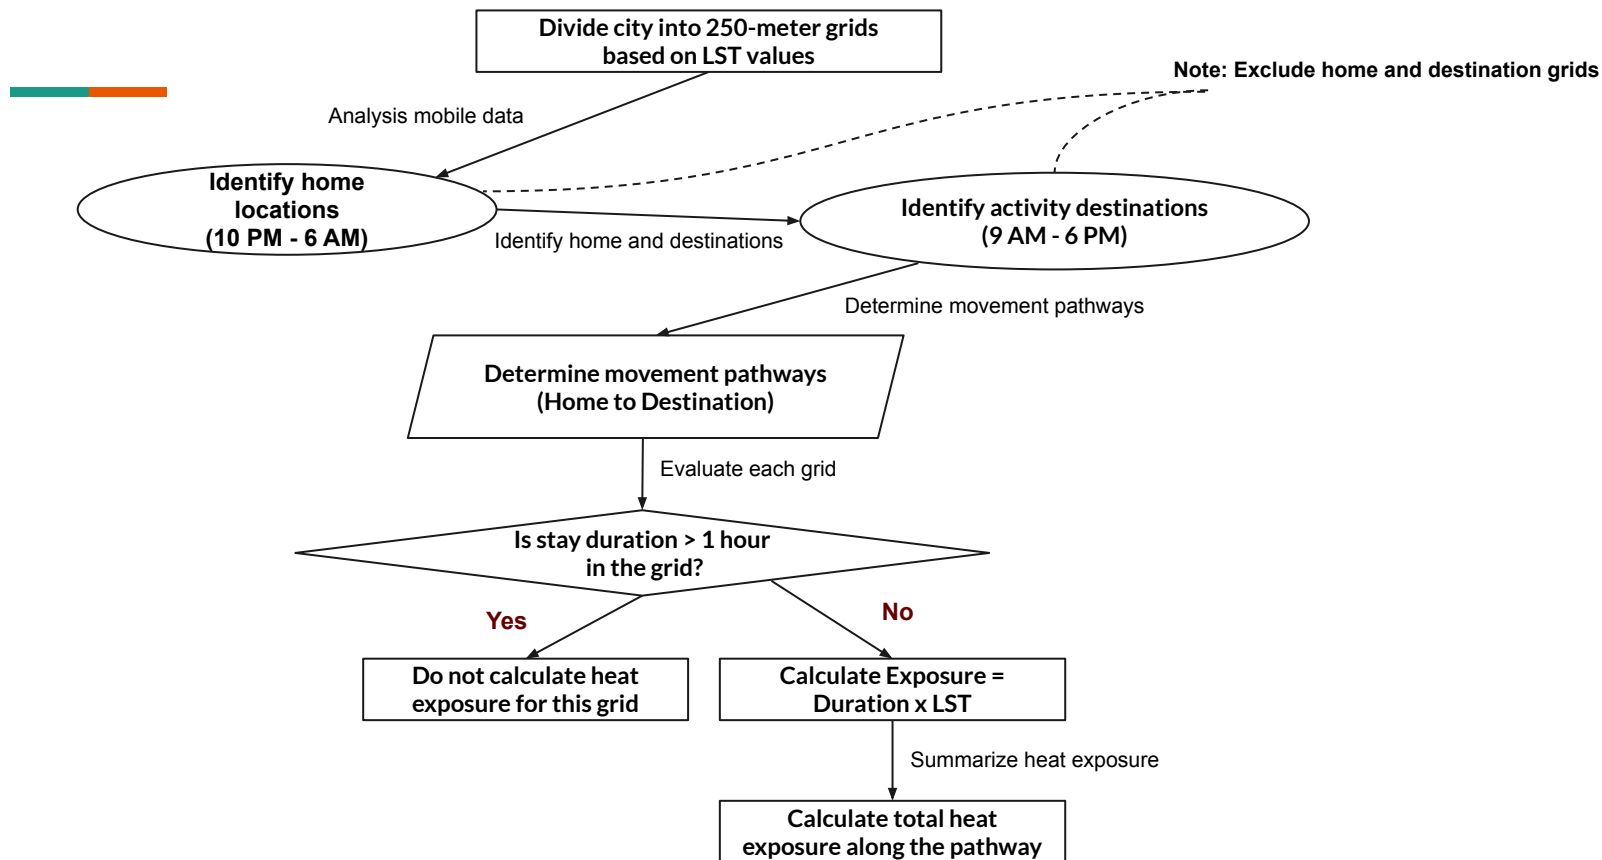 Divide city into 250-meter grids
based on LST values
Note: Exclude home and destination grids
Analysis mobile data
Identify home
locations
(10 PM - 6 AM)
Identify home and destinations
Identify activity destinations
(9 AM - 6 PM)
Determine movement pathways
Determine movement pathways
(Home to Destination)
Evaluate each grid
Is stay duration > 1 hour
in the grid?
Yes
No
Do not calculate heat
exposure for this grid
Calculate Exposure =
Duration x LST
Summarize heat exposure
Calculate total heat
exposure along the pathway